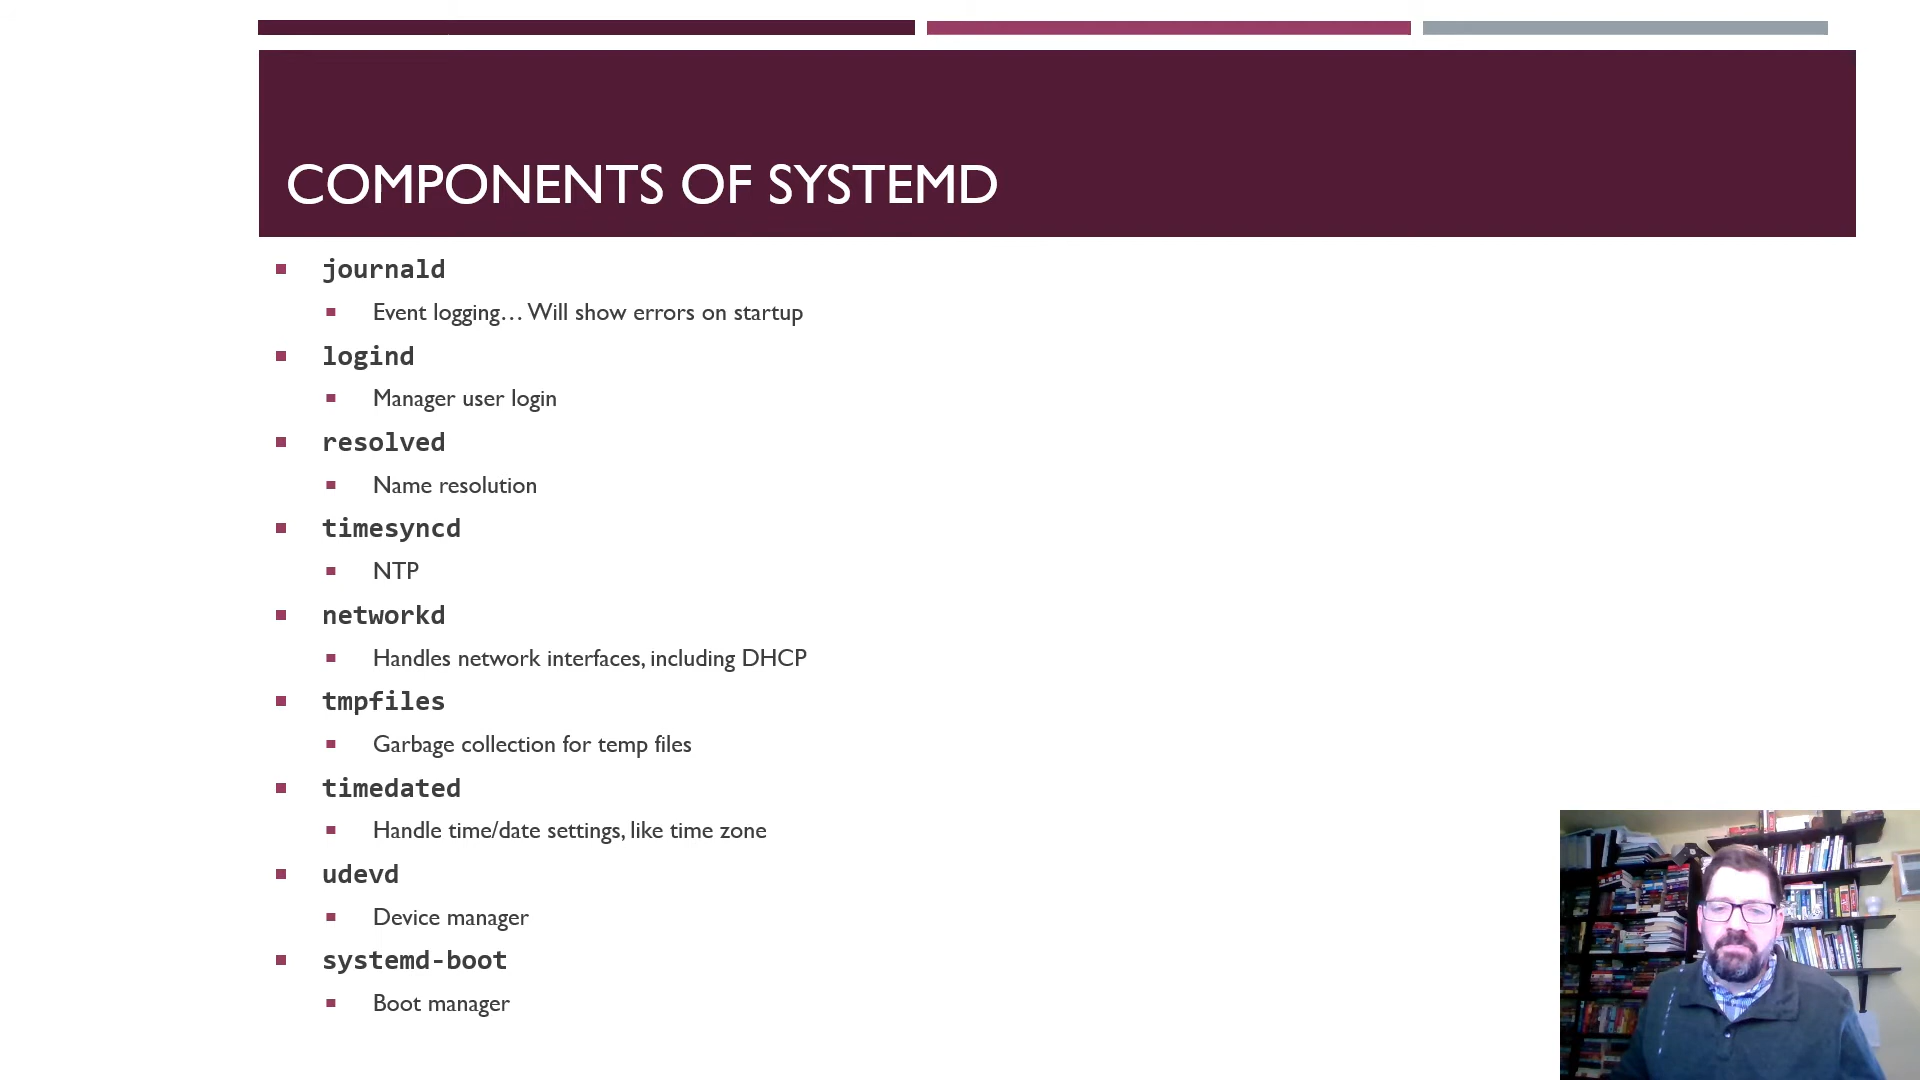 COMPONENTS OF SYSTEMD
journald
Event logging… Will show errors on startup
logind
Manager user login
resolved
Name resolution
timesyncd
NTP
networkd
Handles network interfaces, including DHCP
tmpfiles
Garbage collection for temp files
timedated
Handle time/date settings, like time zone
udevd
Device manager
systemd-boot
Boot manager